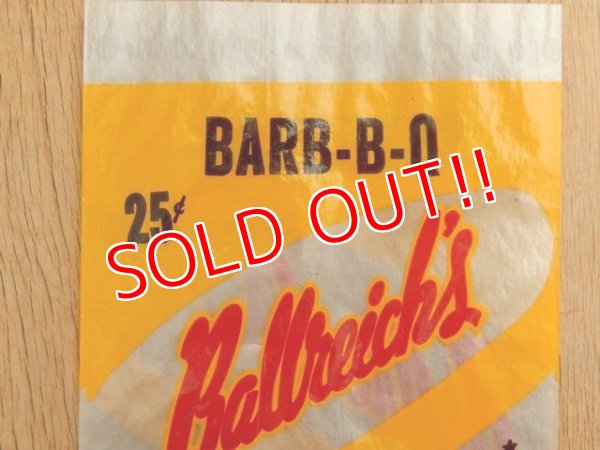 BARB-B-Q
25¢
SOLD OUT!!
Ballreich's